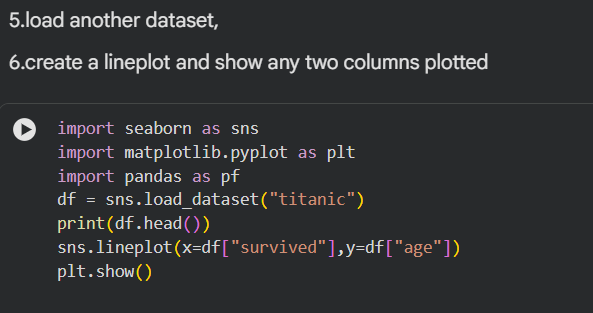 5.load another dataset,
6.create a lineplot and show any two columns plotted
import seaborn as sns
import matplotlib.pyplot as plt
import pandas as pf
df = sns.load_dataset("titanic")
print(df.head())
sns.lineplot(x=df["survived"],y=df["age"])
plt.show()